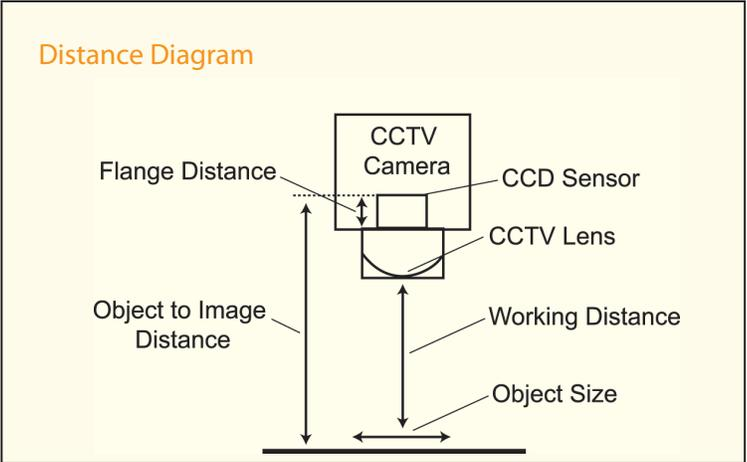 Distance Diagram
CCTV
Camera
Flange Distance
CCD Sensor
CCTV Lens
Object to Image
Distance
Working Distance
Object Size